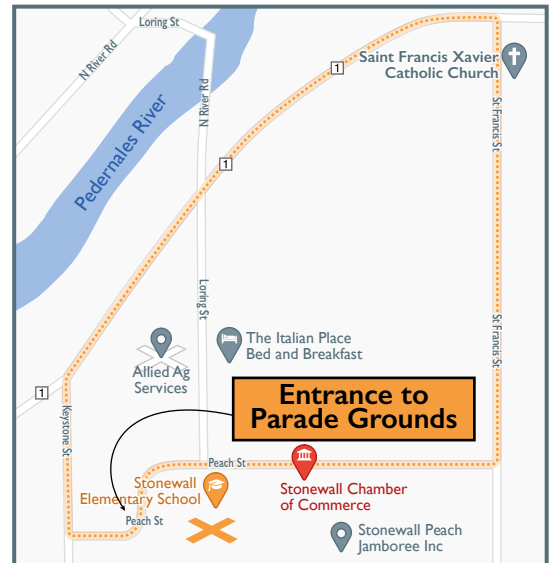 Loring St
N River Rd
N River Rd
Pedernales River
1
Saint Francis Xavier
Catholic Church
St Francis St
1
Loring St
St Francis St
The Italian Place
Bed and Breakfast
Allied Ag
Services
1
Keystone St
Entrance to
Parade Grounds
Peach St
Stonewall
Elementary School
Stonewall Chamber
of Commerce
Peach St
Stonewall Peach
Jamboree Inc